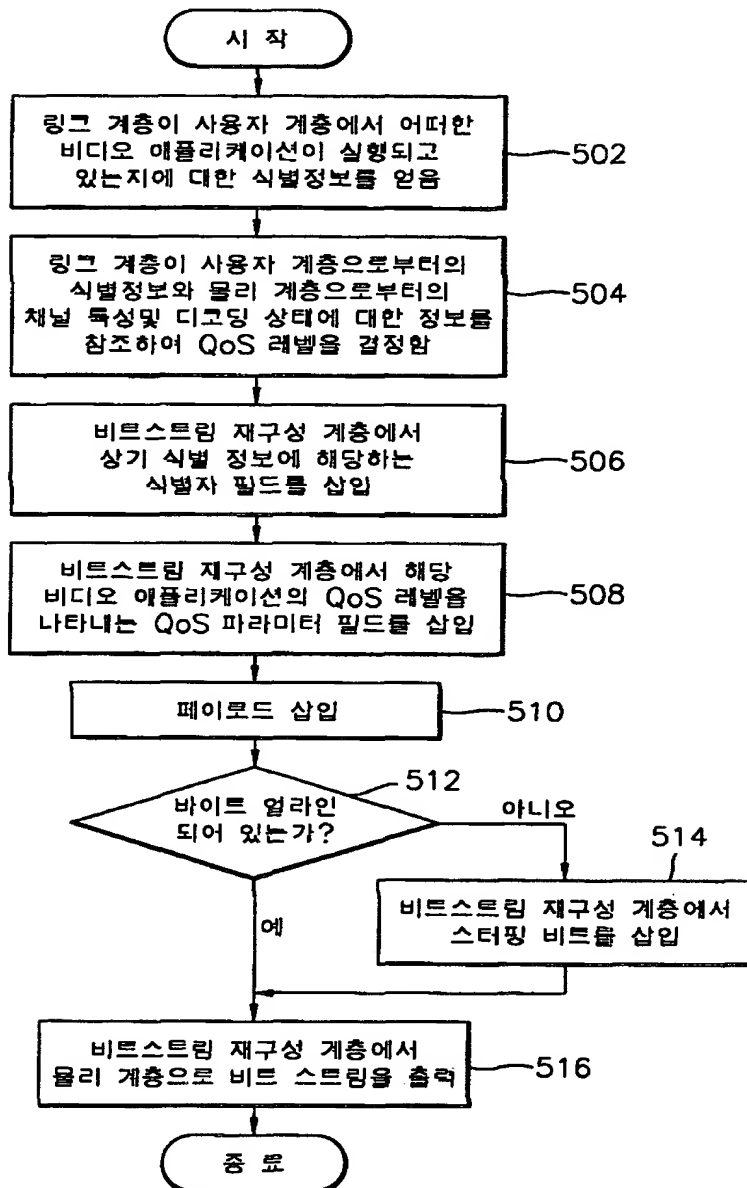 시 작
링크 계층이 사용자 계층에서 어떠한
비디오 애플리케이션이 실행되고
있는지에 대한 식별정보를 얻음
502
링크 계층이 사용자 계층으로부터의
식별정보와 물리 계층으로부터의
채널 특성및 디코딩 상태에 대한 정보를
참조하여 QoS 레벨을 결정함
504
비트스트림 재구성 계층에서
상기 식별 정보에 해당하는
식별자 필드를 삽입
506
비트스트림 재구성 계층에서 해당
비디오 애플리케이션의 QoS 레벨을
나타내는 QoS 파라미터 필드를 삽입
508
페이로드 삽입
510
512
바이트 얼라인
되어 있는가?
아니오
514
비트스트림 재구성 계층에서
스터핑 비트를 삽입
예
비트스트림 재구성 계층에서
물리 계층으로 비트 스트림을 출력
516
종 료